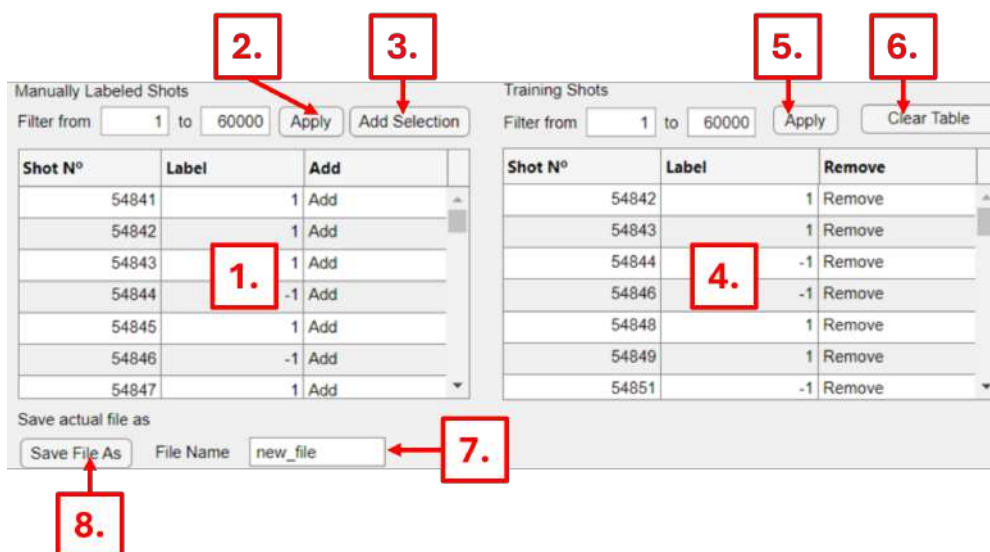 2. 3. 5. 6.
Manually Labeled Shots Training Shots
Filter from 1 to 60000 Apply Add Selection Filter from 1 to 60000 Apply Clear Table
Shot Nº Label Add Shot Nº Label Remove
54841 1 Add 54842 1 Remove
54842 1 Add 54843 1 Remove
54843 1 Add 54844 -1 Remove
1. 4.
54844 -1 Add 54846 -1 Remove
54845 1 Add 54848 1 Remove
54846 -1 Add 54849 1 Remove
54847 1 Add 54851 -1 Remove
Save actual file as
Save File As File Name new_file 7.
8.